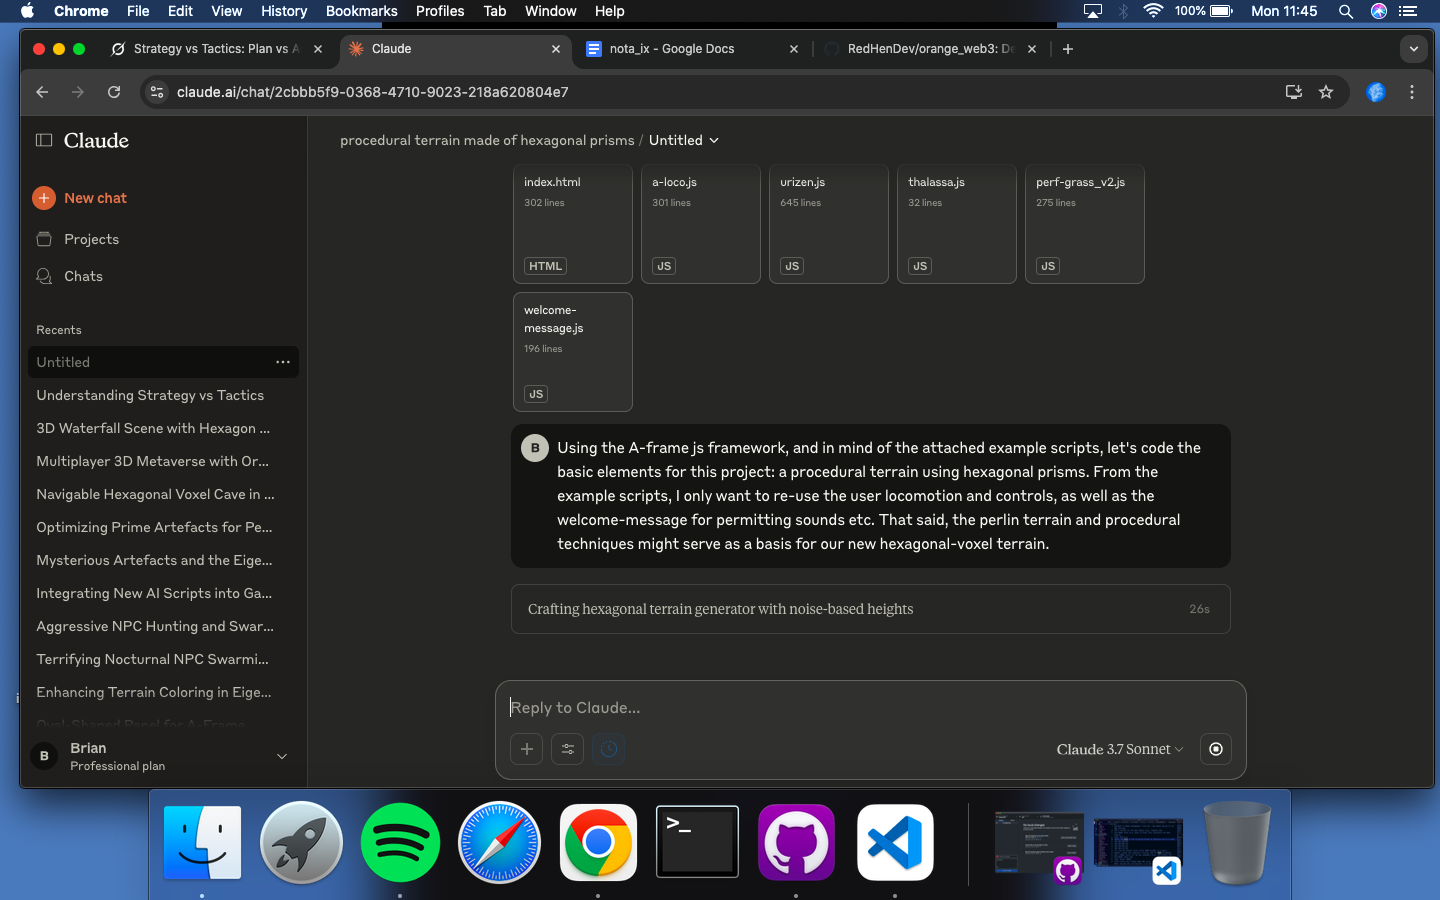 Chrome File Edit View History Bookmarks Profiles Tab Window Help 100% Mon 11:45
Strategy vs Tactics: Plan vs A
Claude
nota_ix - Google Docs
RedHenDev/orange_web3: De
claude.ai/chat/2cbbb5f9-0368-4710-9023-218a620804e7
Claude
New chat
Projects
Chats
Recents
Untitled
Understanding Strategy vs Tactics
3D Waterfall Scene with Hexagon ...
Multiplayer 3D Metaverse with Or...
Navigable Hexagonal Voxel Cave in ...
Optimizing Prime Artefacts for Pe...
Mysterious Artefacts and the Eige...
Integrating New AI Scripts into Ga...
Aggressive NPC Hunting and Swar...
Terrifying Nocturnal NPC Swarmi...
Enhancing Terrain Coloring in Eige...
Oval-Shaped Panel for A-Frame
B
Brian
Professional plan
procedural terrain made of hexagonal prisms / Untitled
index.html
302 lines
HTML
a-loco.js
301 lines
JS
urizen.js
645 lines
JS
thalassa.js
32 lines
JS
perf-grass_v2.js
275 lines
JS
welcome-
message.js
196 lines
JS
B
Using the A-frame js framework, and in mind of the attached example scripts, let's code the
basic elements for this project: a procedural terrain using hexagonal prisms. From the
example scripts, I only want to re-use the user locomotion and controls, as well as the
welcome-message for permitting sounds etc. That said, the perlin terrain and procedural
techniques might serve as a basis for our new hexagonal-voxel terrain.
Crafting hexagonal terrain generator with noise-based heights 26s
Reply to Claude...
Claude 3.7 Sonnet